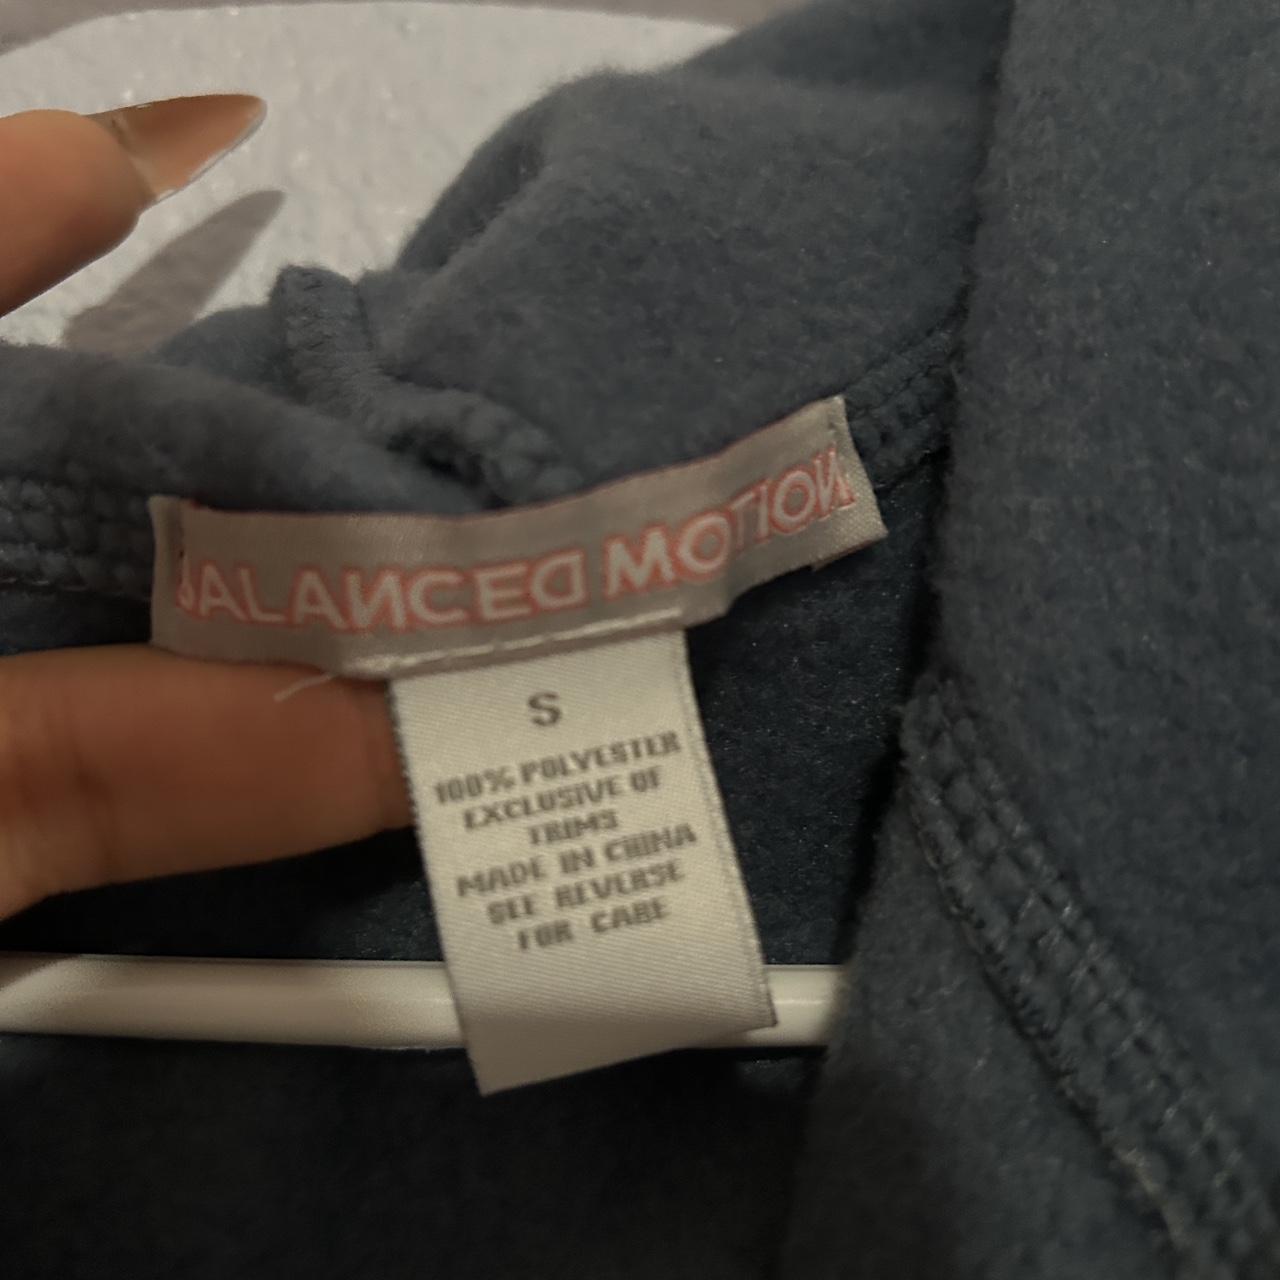 BALANCED MOTION
S
100% POLYESTER
EXCLUSIVE OF
TRIMS
MADE IN CHINA
SEE REVERSE
FOR CARE